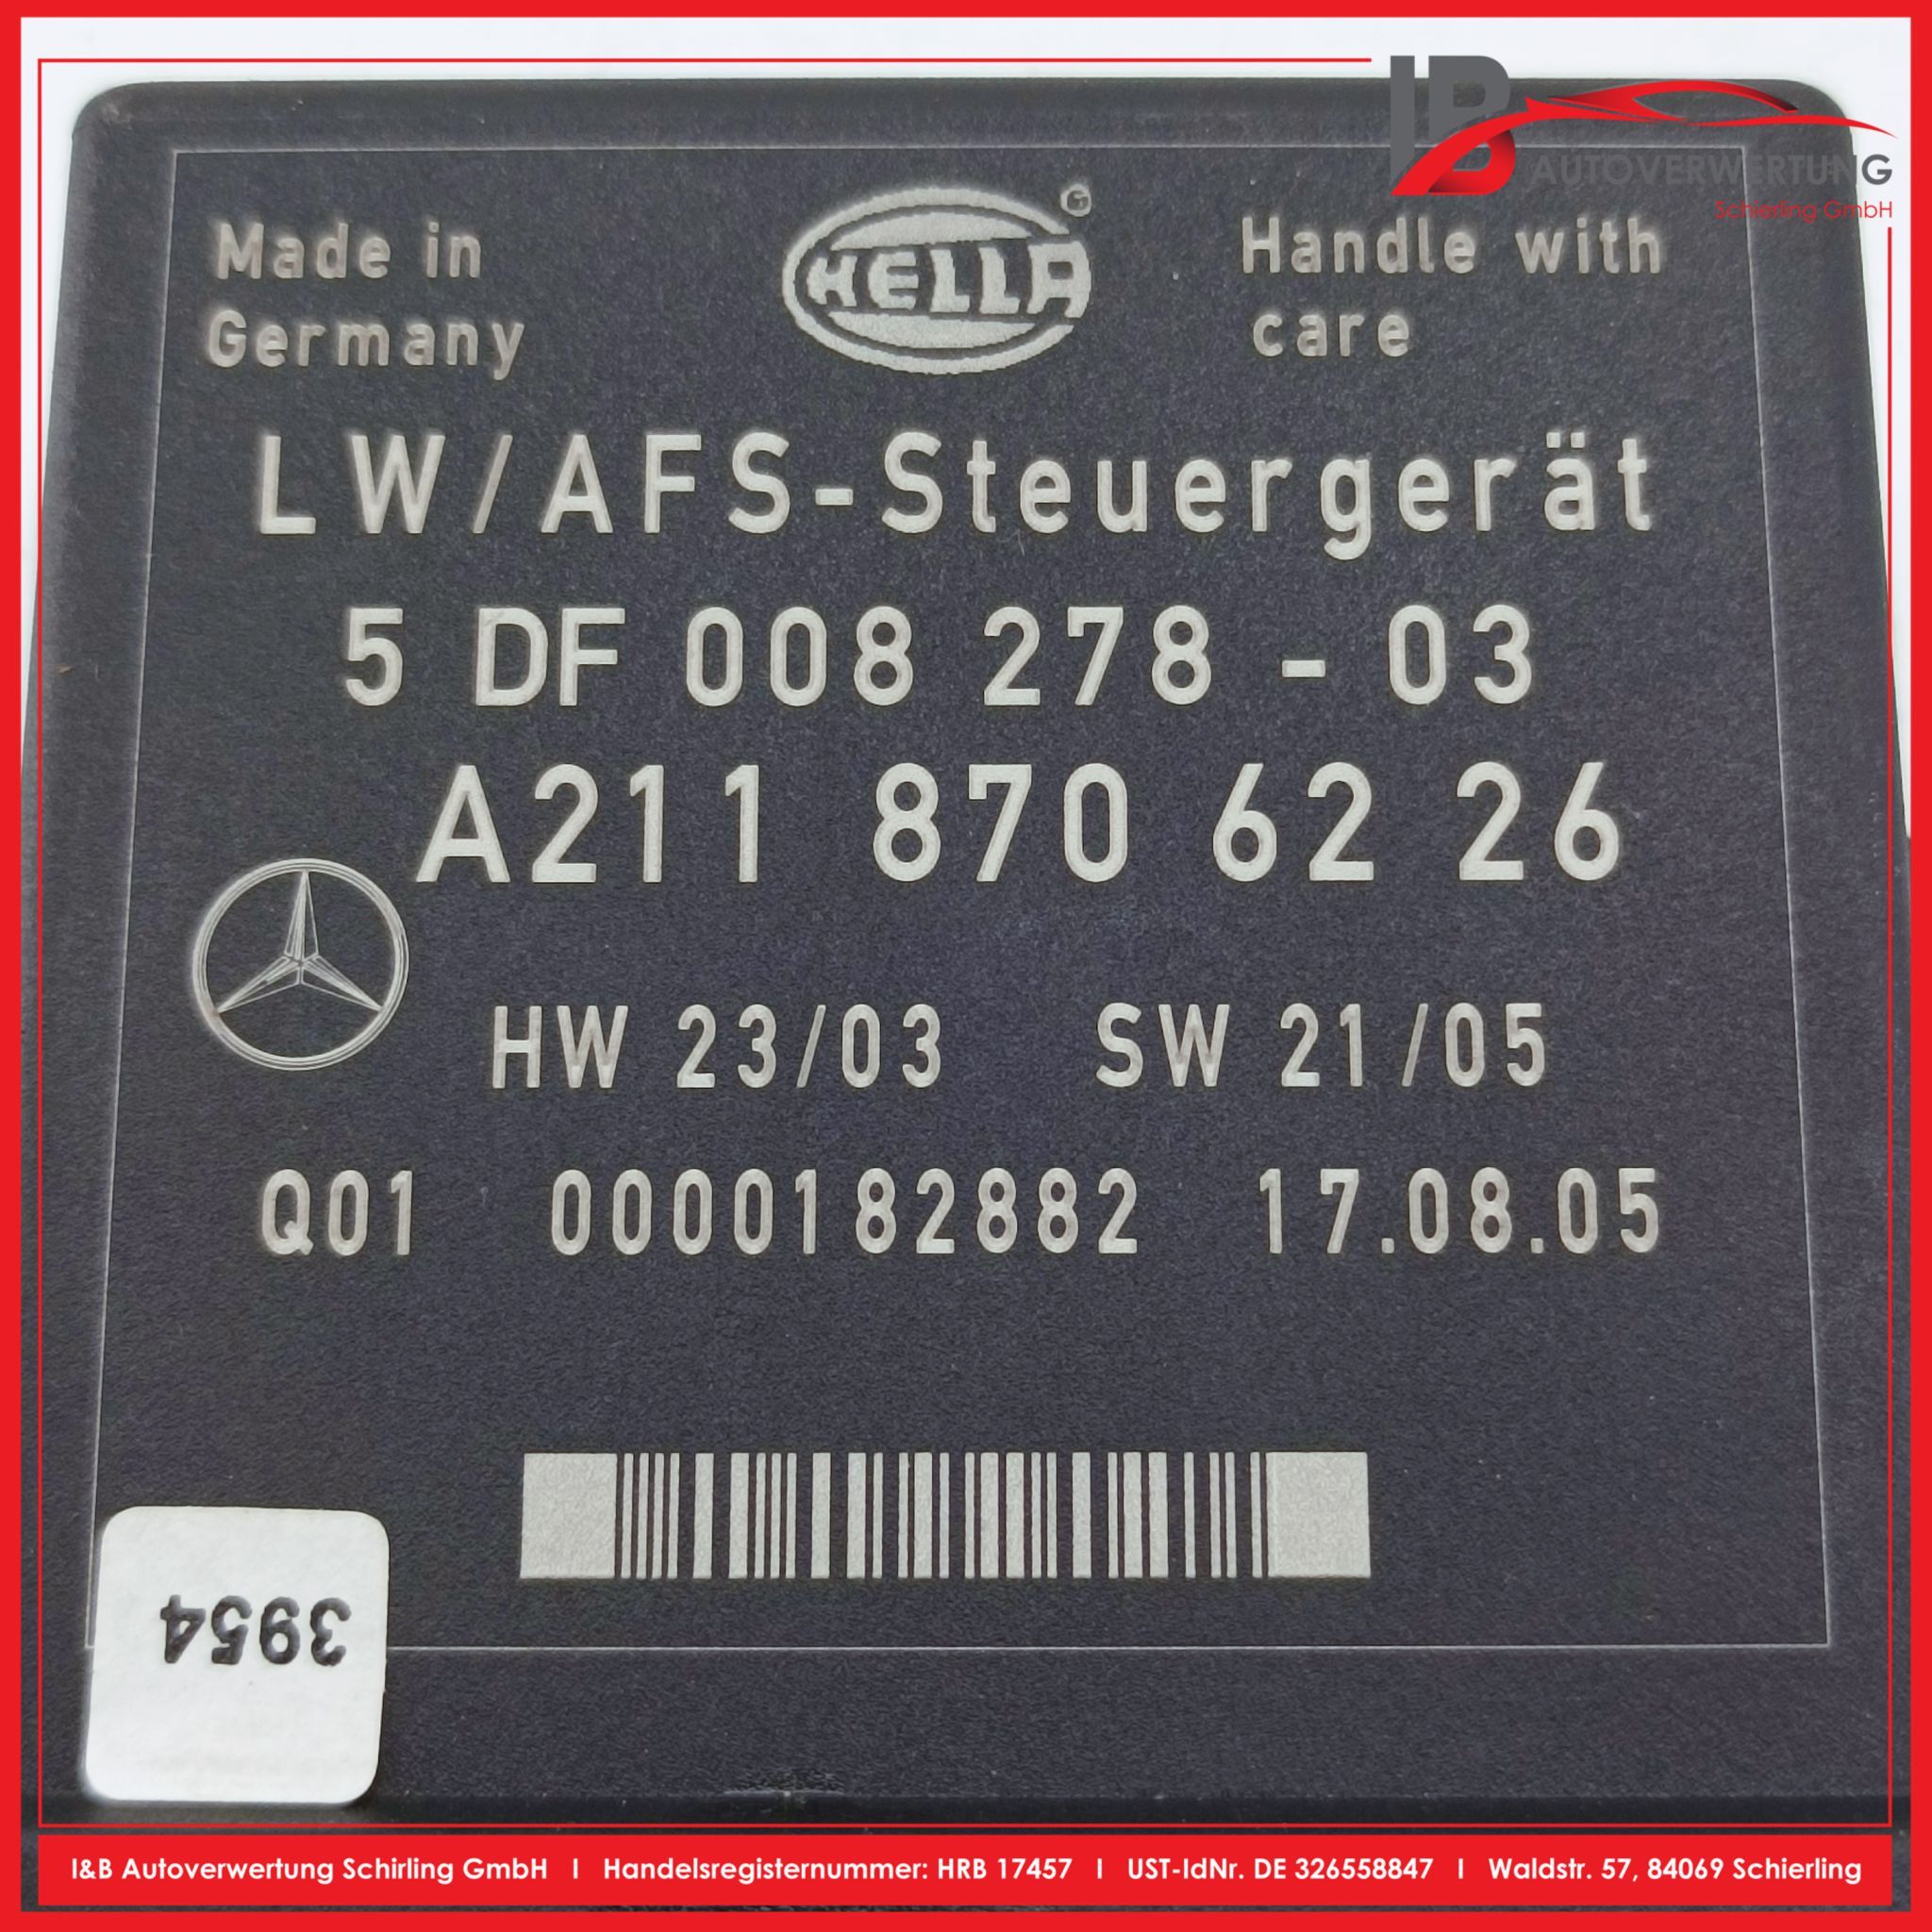 IB
AUTOVERWERTUNG
Schierling GmbH
Made in
Germany
HELLA
®
Handle with
care
LW/AFS-Steuergerät
5 DF 008 278 - 03
A211 870 62 26
HW 23/03 SW 21/05
Q01 0000182882 17.08.05
3954
I&B Autoverwertung Schirling GmbH I Handelsregisternummer: HRB 17457 I UST-IdNr. DE 326558847 I Waldstr. 57, 84069 Schierling